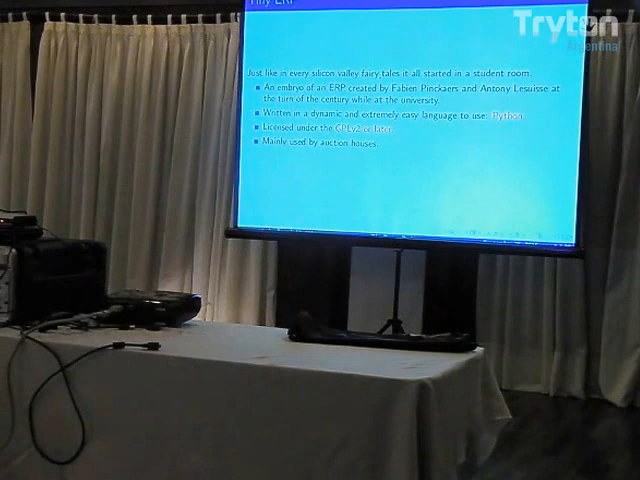 Tiny ERP
Tryton
Argentina
Just like in every silicon valley fairy tales it all started in a student room.
An embryo of an ERP created by Fabien Pinckaers and Antony Lesuisse at
the turn of the century while at the university.
Written in a dynamic and extremely easy language to use: Python
Licensed under the GPLv2 or later
Mainly used by auction houses.